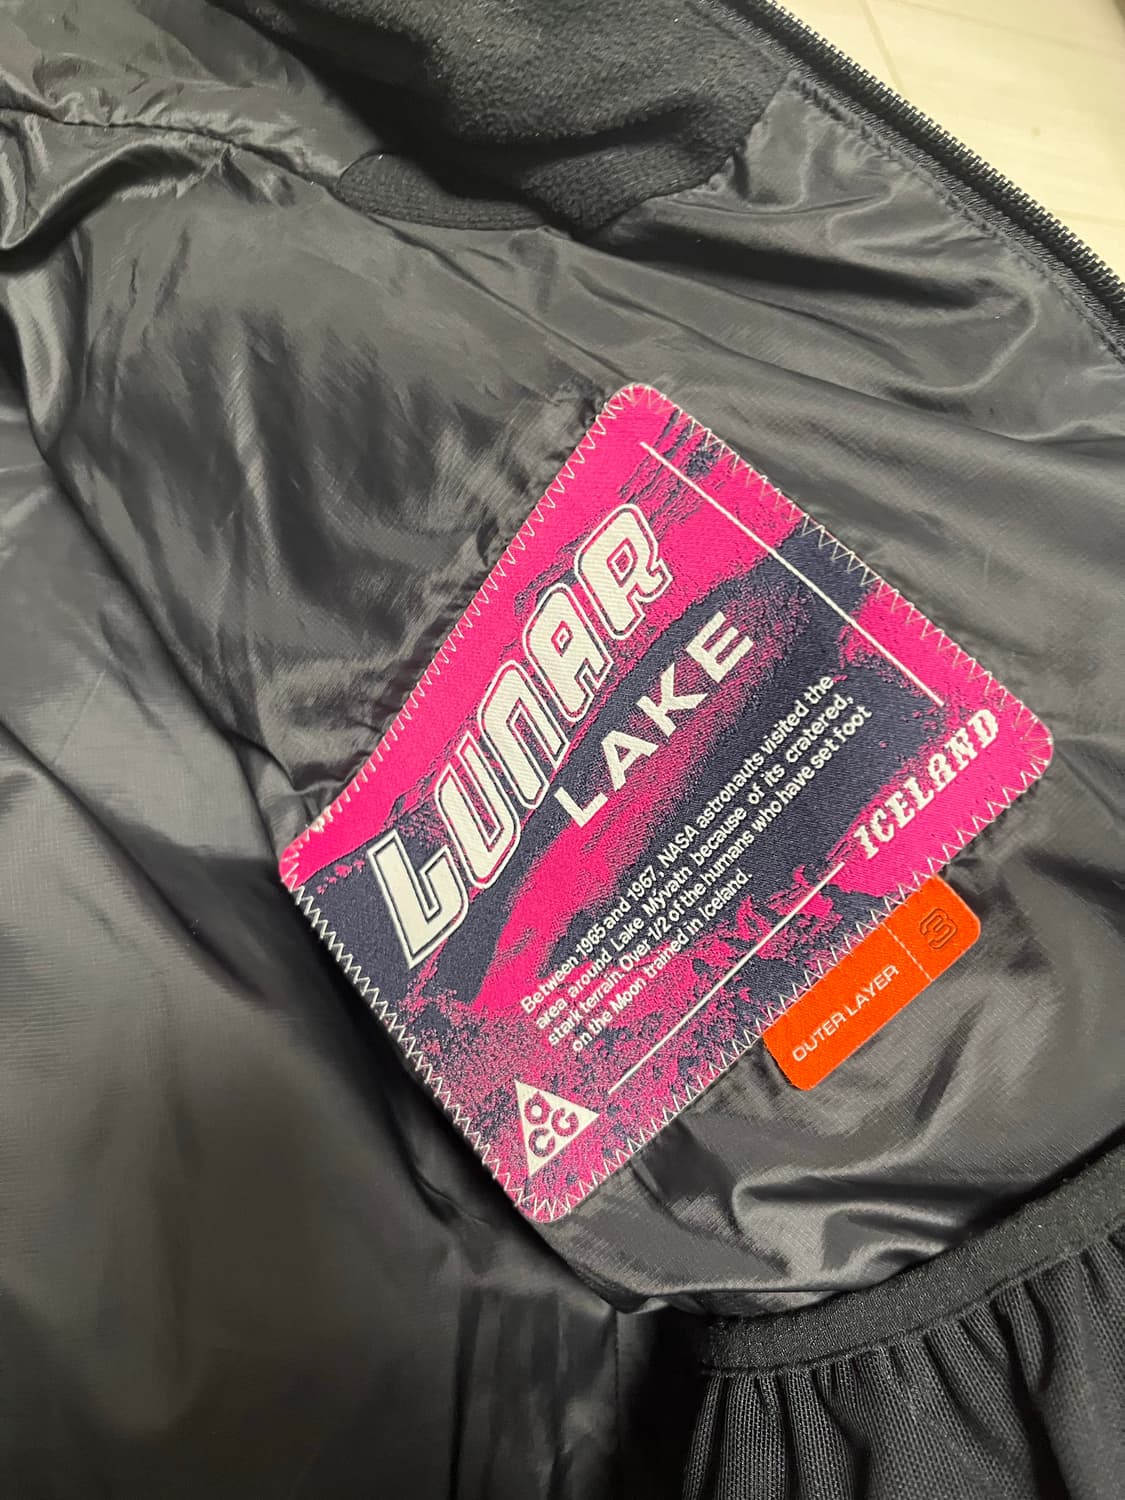 LUNAR
LAKE
Between 1965 and 1967, NASA astronauts visited the
area around Lake Myvatn because of its cratered,
stark terrain. Over 1/2 of the humans who have set foot
on the Moon trained in Iceland.
ICELAND
ACG
OUTER LAYER 3